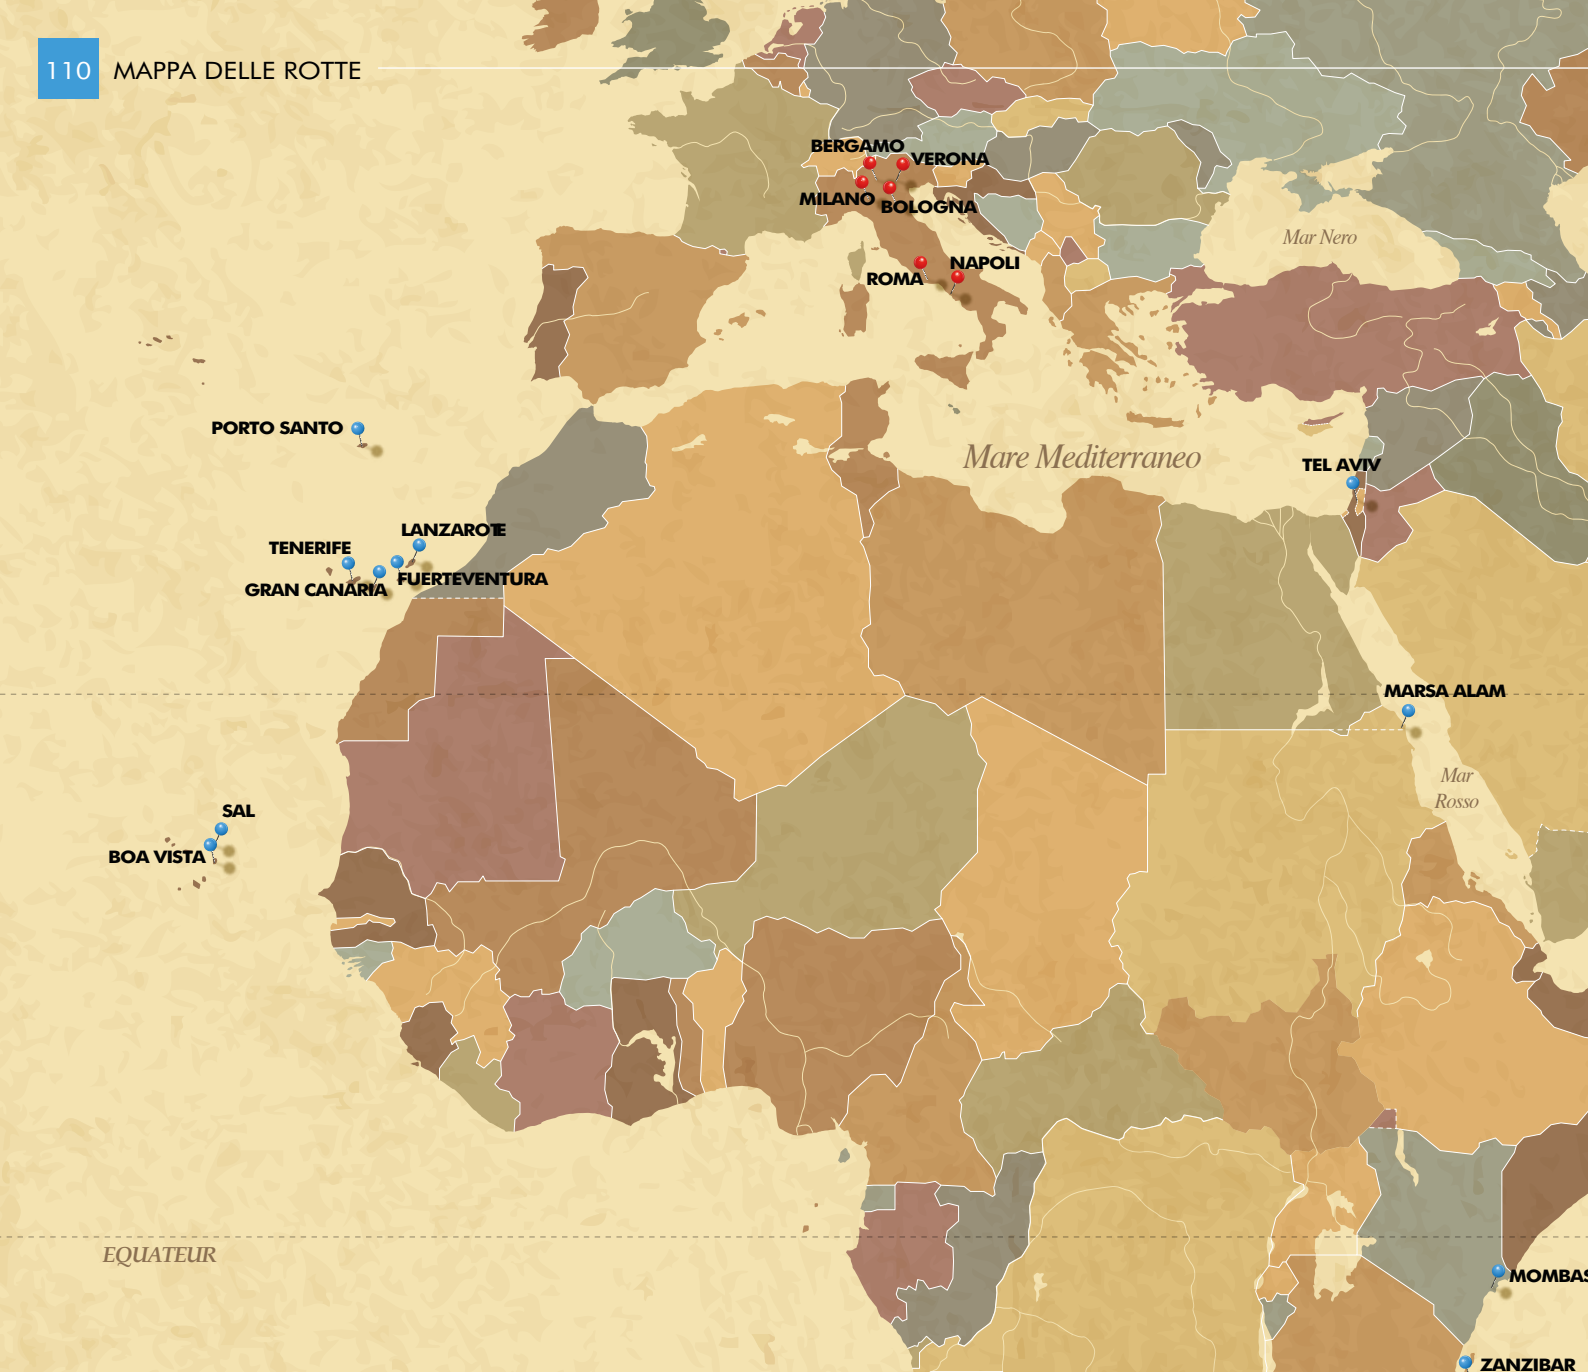 110 MAPPA DELLE ROTTE
BERGAMO
VERONA
MILANO
BOLOGNA
Mar Nero
ROMA
NAPOLI
PORTO SANTO
Mare Mediterraneo
TEL AVIV
LANZAROTE
TENERIFE
FUERTEVENTURA
GRAN CANARIA
MARSA ALAM
Mar
Rosso
SAL
BOA VISTA
EQUATEUR
MOMBAS
ZANZIBAR